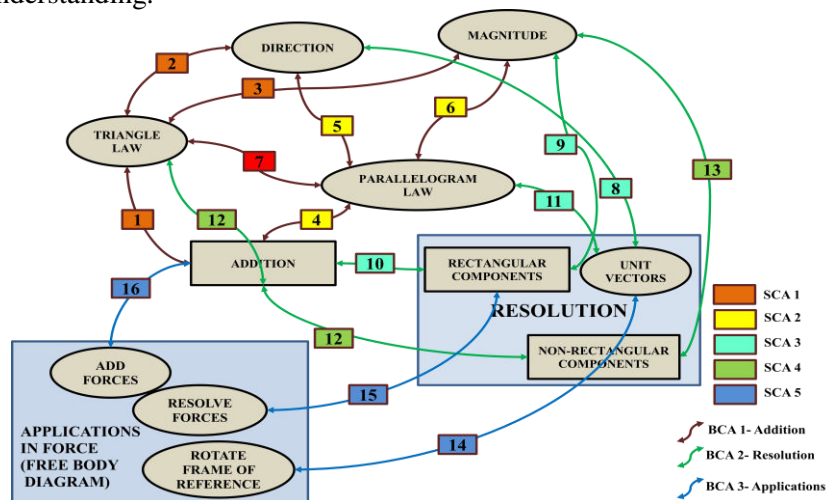 understanding.
DIRECTION
MAGNITUDE
2
3
5
6
9
TRIANGLE
LAW
7
PARALLELOGRAM
LAW
13
8
11
12
1
4
ADDITION
10
RECTANGULAR
COMPONENTS
UNIT
VECTORS
RESOLUTION
16
12
NON-RECTANGULAR
COMPONENTS
SCA 1
SCA 2
SCA 3
SCA 4
SCA 5
ADD
FORCES
RESOLVE
FORCES
15
APPLICATIONS
IN FORCE
(FREE BODY
DIAGRAM)
ROTATE
FRAME OF
REFERENCE
14
BCA 1- Addition
BCA 2- Resolution
BCA 3- Applications